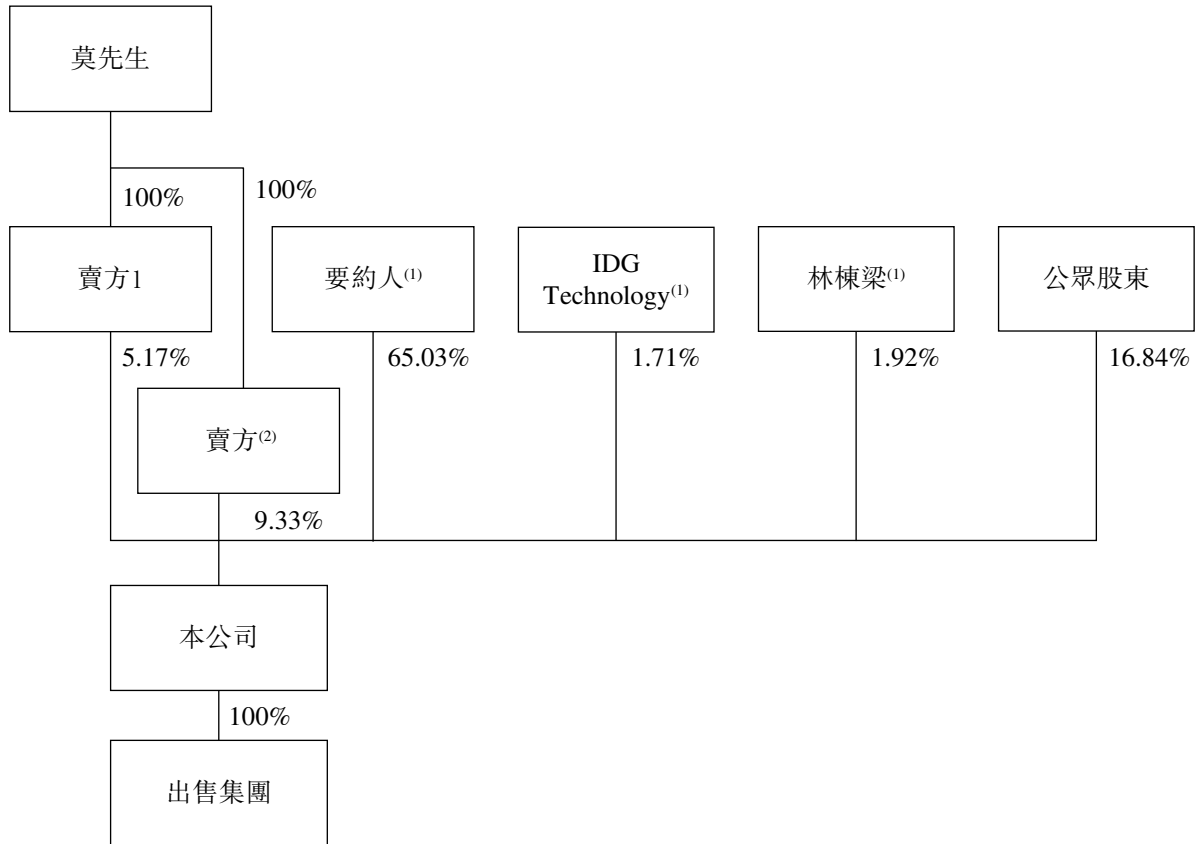 莫先生
100%
100%
賣方1
要約人(1)
IDG
Technology(1)
林棟梁(1)
公眾股東
5.17%
65.03%
1.71%
1.92%
16.84%
賣方(2)
9.33%
本公司
100%
出售集團